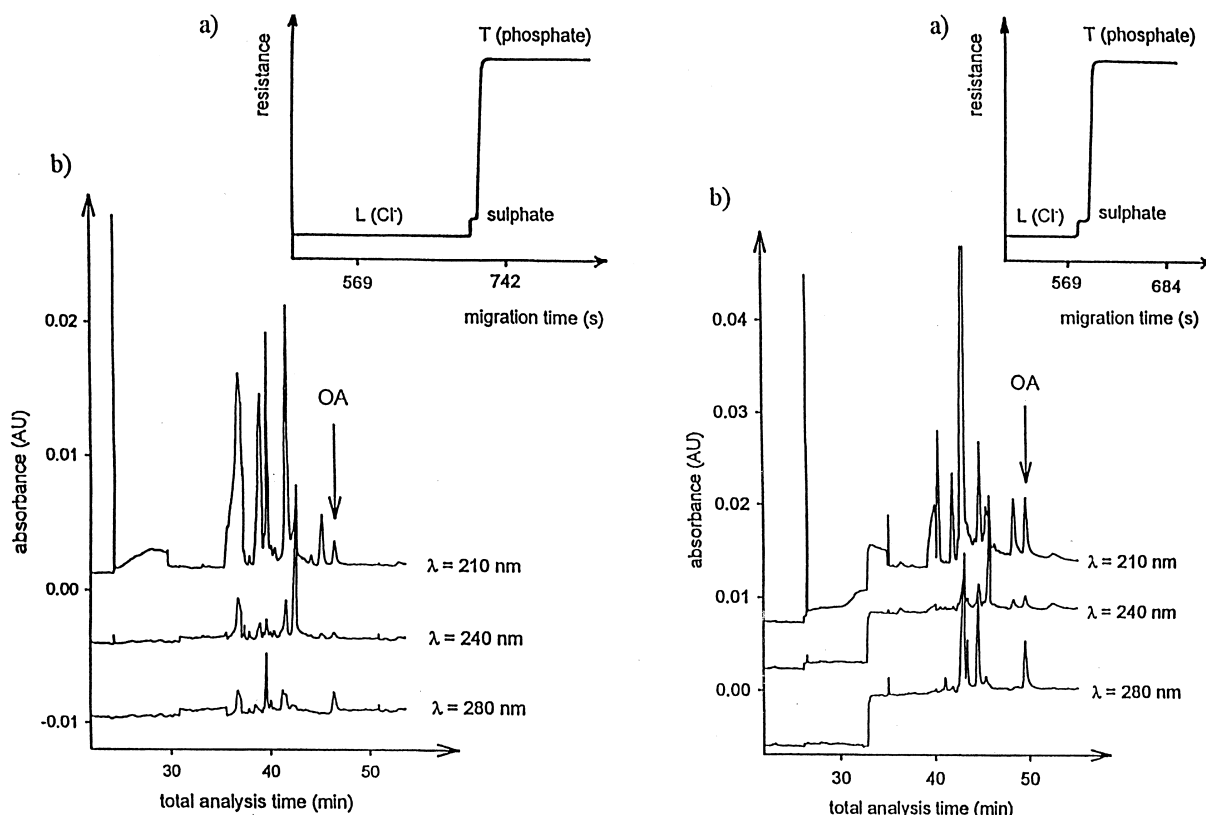 a)
T (phosphate)
resistance
L (Cl-)
sulphate
569
742
migration time (s)
b)
0.02
0.01
0.00
-0.01
absorbance (AU)
OA
λ = 210 nm
λ = 240 nm
λ = 280 nm
30
40
50
total analysis time (min)
a)
T (phosphate)
resistance
L (Cl-)
sulphate
569
684
migration time (s)
b)
0.04
0.03
0.02
0.01
0.00
absorbance (AU)
OA
λ = 210 nm
λ = 240 nm
λ = 280 nm
30
40
50
total analysis time (min)